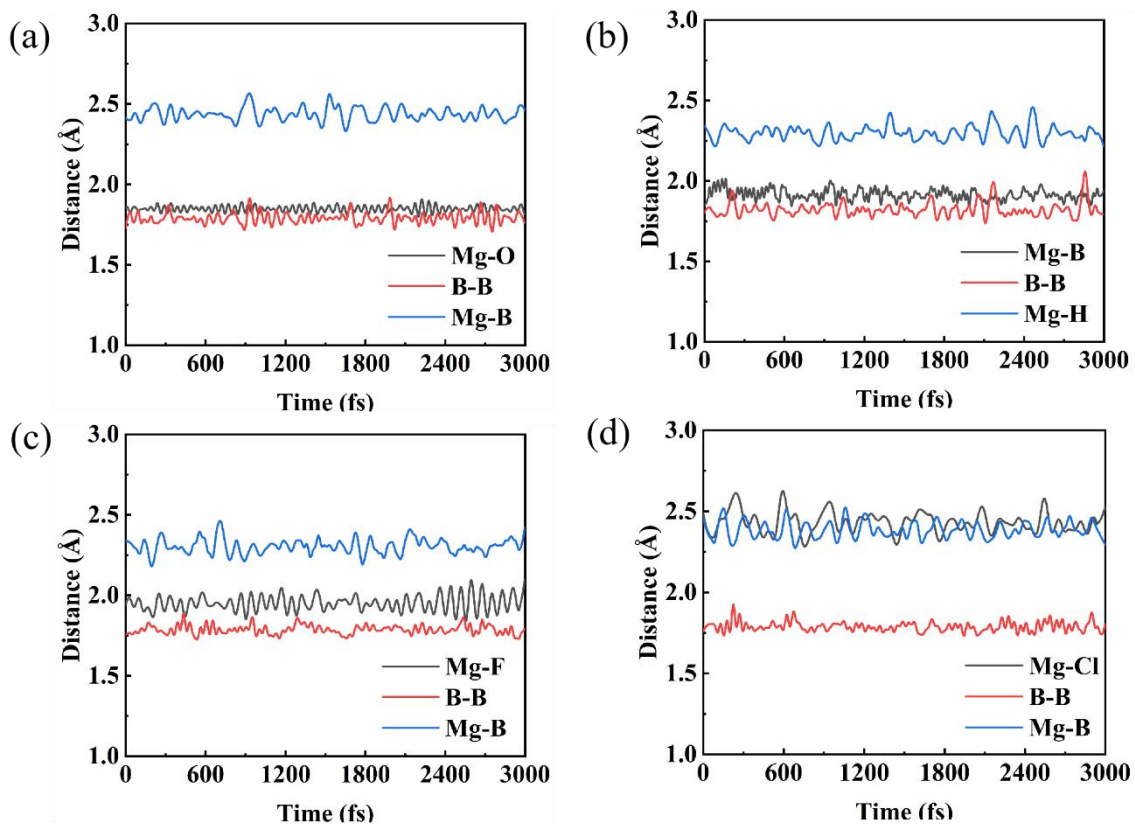 (a)
3.0
2.5
2.0
1.5
1.0
Distance (Å)
Mg-O
B-B
Mg-B
0 600 1200 1800 2400 3000
Time (fs)
(b)
3.0
2.5
2.0
1.5
1.0
Distance (Å)
Mg-B
B-B
Mg-H
0 600 1200 1800 2400 3000
Time (fs)
(c)
3.0
2.5
2.0
1.5
1.0
Distance (Å)
Mg-F
B-B
Mg-B
0 600 1200 1800 2400 3000
Time (fs)
(d)
3.0
2.5
2.0
1.5
1.0
Distance (Å)
Mg-Cl
B-B
Mg-B
0 600 1200 1800 2400 3000
Time (fs)